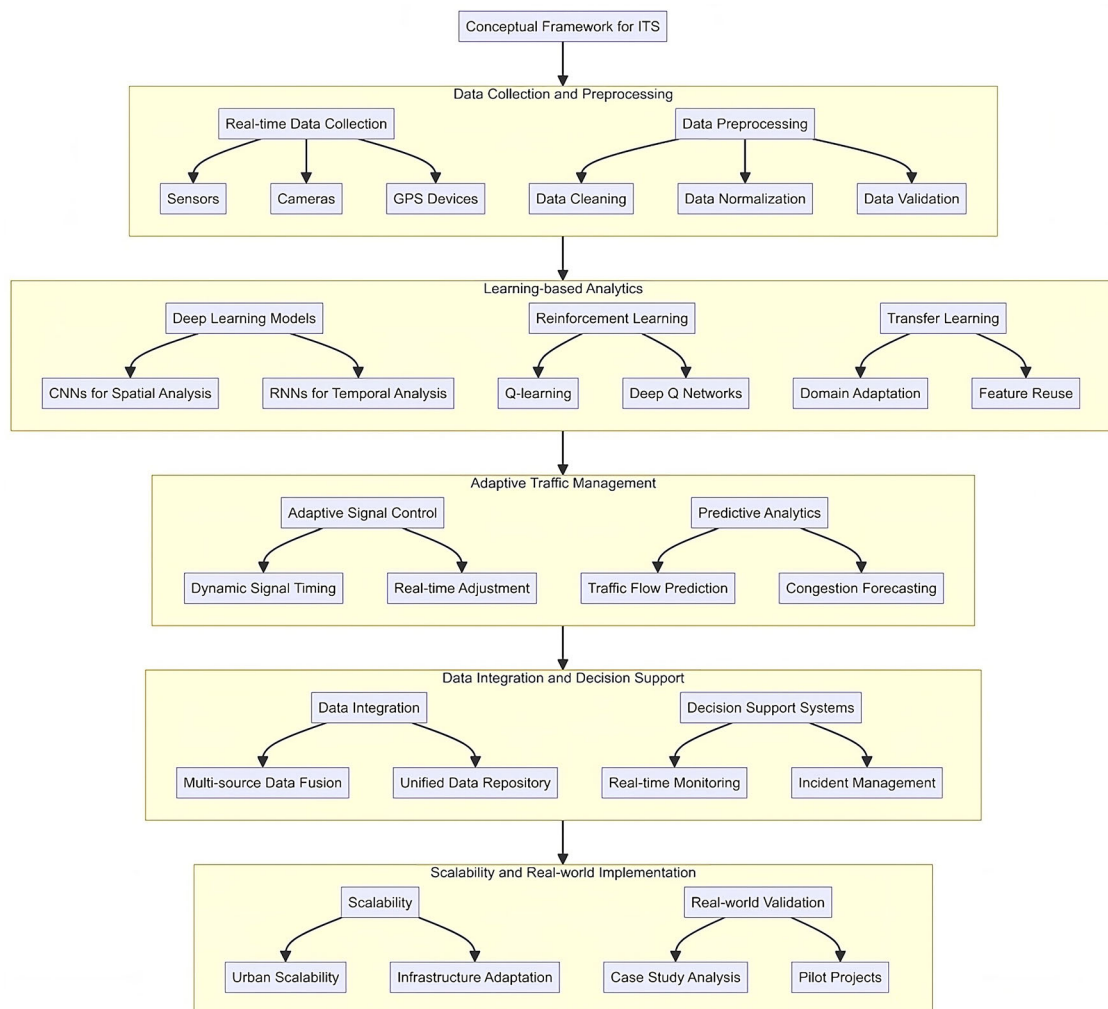 Conceptual Framework for ITS
Data Collection and Preprocessing
Real-time Data Collection
Data Preprocessing
Sensors
Cameras
GPS Devices
Data Cleaning
Data Normalization
Data Validation
Learning-based Analytics
Deep Learning Models
Reinforcement Learning
Transfer Learning
CNNs for Spatial Analysis
RNNs for Temporal Analysis
Q-learning
Deep Q Networks
Domain Adaptation
Feature Reuse
Adaptive Traffic Management
Adaptive Signal Control
Predictive Analytics
Dynamic Signal Timing
Real-time Adjustment
Traffic Flow Prediction
Congestion Forecasting
Data Integration and Decision Support
Data Integration
Decision Support Systems
Multi-source Data Fusion
Unified Data Repository
Real-time Monitoring
Incident Management
Scalability and Real-world Implementation
Scalability
Real-world Validation
Urban Scalability
Infrastructure Adaptation
Case Study Analysis
Pilot Projects